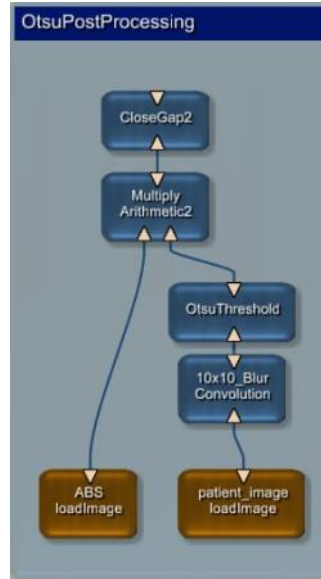 OtsuPostProcessing
CloseGap2
Multiply
Arithmetic2
OtsuThreshold
10x10_Blur
Convolution
ABS
loadImage
patient_image
loadImage